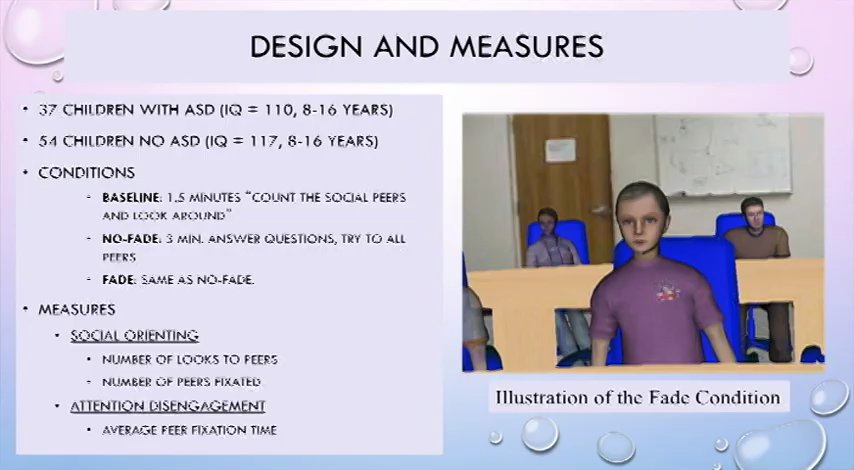 DESIGN AND MEASURES
• 37 CHILDREN WITH ASD (IQ = 110, 8-16 YEARS)
• 54 CHILDREN NO ASD (IQ = 117, 8-16 YEARS)
• CONDITIONS
- BASELINE: 1.5 MINUTES "COUNT THE SOCIAL PEERS
AND LOOK AROUND"
- NO-FADE: 3 MIN. ANSWER QUESTIONS, TRY TO ALL
PEERS
- FADE: SAME AS NO-FADE.
• MEASURES
• SOCIAL ORIENTING
• NUMBER OF LOOKS TO PEERS
• NUMBER OF PEERS FIXATED
• ATTENTION DISENGAGEMENT
• AVERAGE PEER FIXATION TIME
Illustration of the Fade Condition